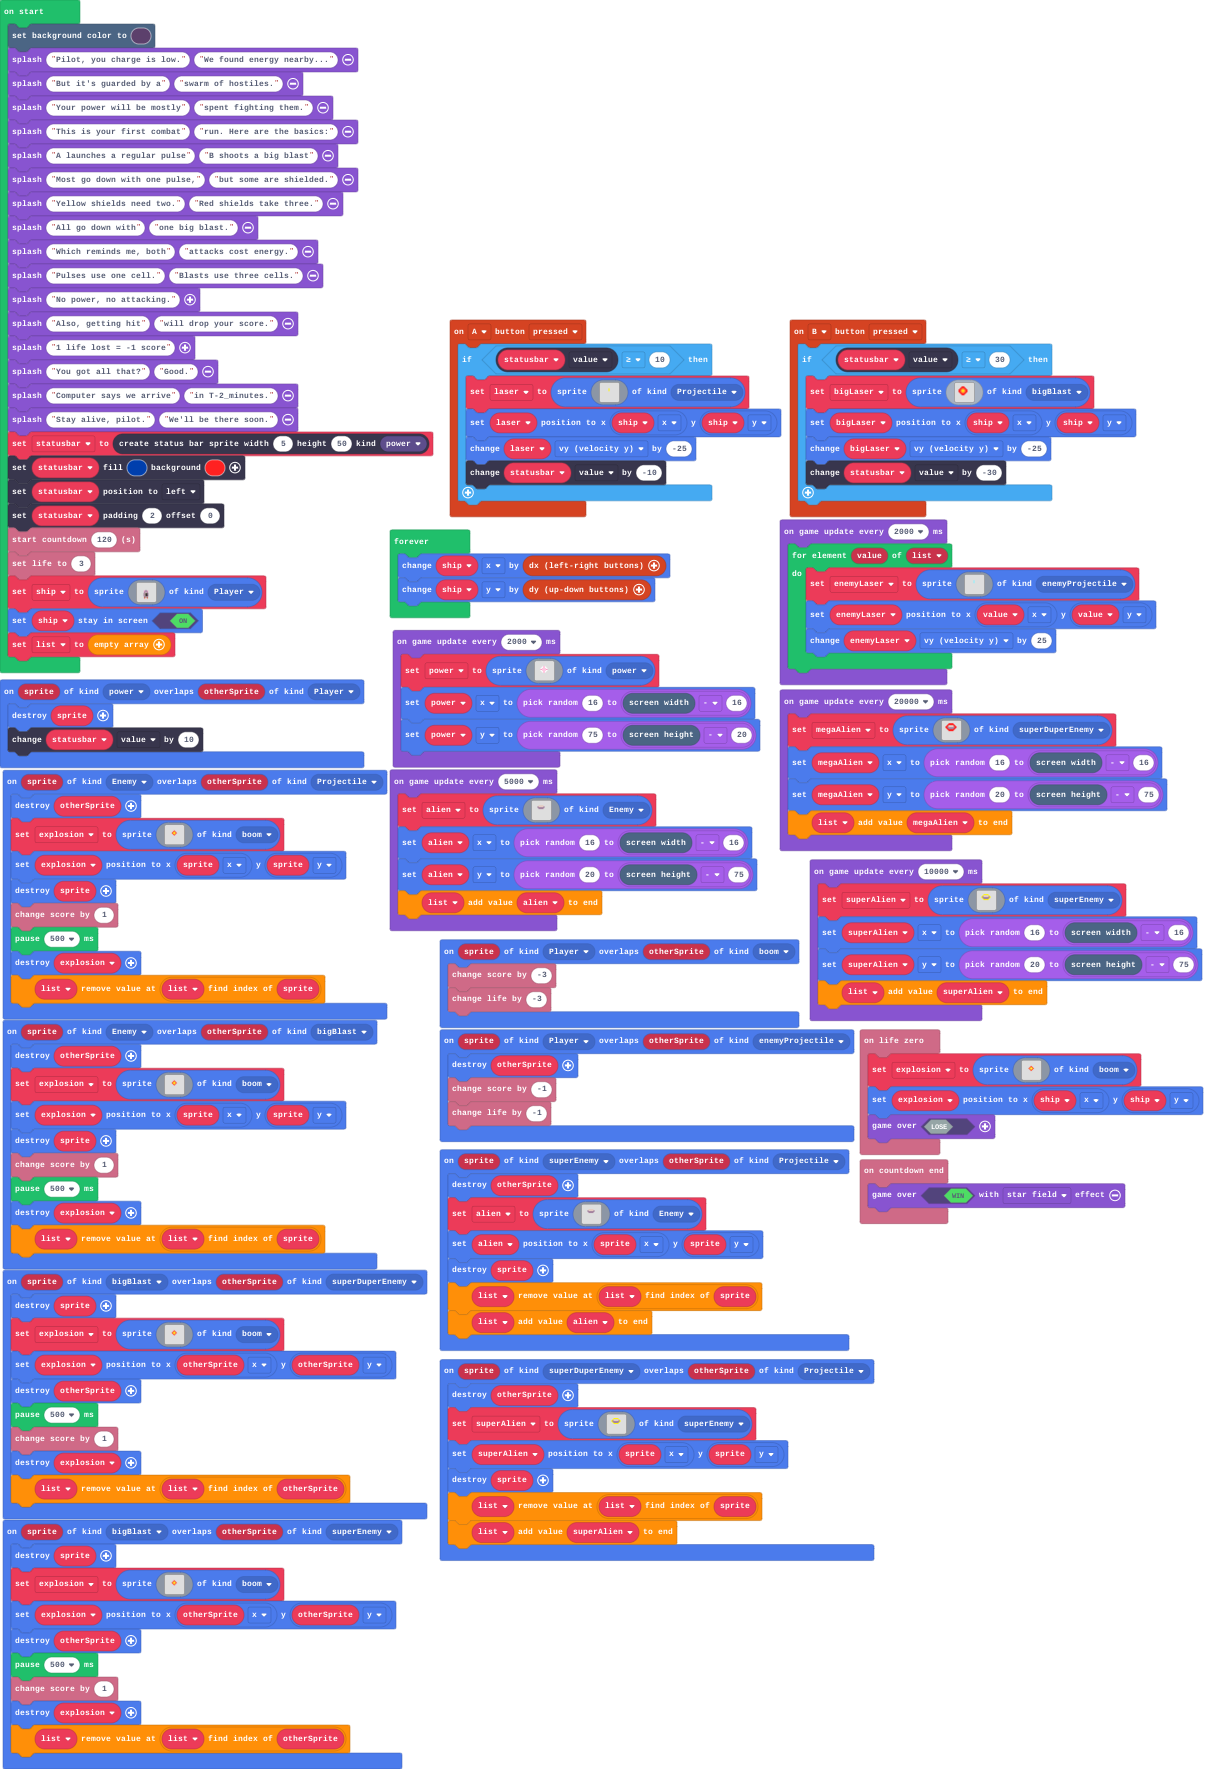 on start
set background color to
splash "Pilot, you charge is low." "We found energy nearby..."
splash "But it's guarded by a" "swarm of hostiles."
splash "Your power will be mostly" "spent fighting them."
splash "This is your first combat" "run. Here are the basics:"
splash "A launches a regular pulse" "B shoots a big blast"
splash "Most go down with one pulse," "but some are shielded."
splash "Yellow shields need two." "Red shields take three."
splash "All go down with" "one big blast."
splash "Which reminds me, both" "attacks cost energy."
splash "Pulses use one cell." "Blasts use three cells."
splash "No power, no attacking."
splash "Also, getting hit" "will drop your score."
splash "1 life lost = -1 score"
splash "You got all that?" "Good."
splash "Computer says we arrive" "in T-2_minutes."
splash "Stay alive, pilot." "We'll be there soon."
set statusbar to create status bar sprite width 5 height 50 kind power
set statusbar fill background
set statusbar position to left
set statusbar padding 2 offset 0
start countdown 120 (s)
set life to 3
set ship to sprite of kind Player
set ship stay in screen ON
set list to empty array
on sprite of kind power overlaps otherSprite of kind Player
destroy sprite
change statusbar value by 10
on sprite of kind Enemy overlaps otherSprite of kind Projectile
destroy otherSprite
set explosion to sprite of kind boom
set explosion position to x sprite x y sprite y
destroy sprite
change score by 1
pause 500 ms
destroy explosion
list remove value at list find index of sprite
on sprite of kind Enemy overlaps otherSprite of kind bigBlast
destroy otherSprite
set explosion to sprite of kind boom
set explosion position to x sprite x y sprite y
destroy sprite
change score by 1
pause 500 ms
destroy explosion
list remove value at list find index of sprite
on sprite of kind bigBlast overlaps otherSprite of kind superDuperEnemy
destroy sprite
set explosion to sprite of kind boom
set explosion position to x otherSprite x y otherSprite y
destroy otherSprite
pause 500 ms
change score by 1
destroy explosion
list remove value at list find index of otherSprite
on sprite of kind bigBlast overlaps otherSprite of kind superEnemy
destroy sprite
set explosion to sprite of kind boom
set explosion position to x otherSprite x y otherSprite y
destroy otherSprite
pause 500 ms
change score by 1
destroy explosion
list remove value at list find index of otherSprite
on A button pressed
if statusbar value ≥ 10 then
set laser to sprite of kind Projectile
set laser position to x ship x y ship y
change laser vy (velocity y) by -25
change statusbar value by -10
forever
change ship x by dx (left-right buttons)
change ship y by dy (up-down buttons)
on game update every 2000 ms
set power to sprite of kind power
set power x to pick random 16 to screen width - 16
set power y to pick random 75 to screen height - 20
on game update every 5000 ms
set alien to sprite of kind Enemy
set alien x to pick random 16 to screen width - 16
set alien y to pick random 20 to screen height - 75
list add value alien to end
on sprite of kind Player overlaps otherSprite of kind boom
change score by -3
change life by -3
on sprite of kind Player overlaps otherSprite of kind enemyProjectile
destroy otherSprite
change score by -1
change life by -1
on sprite of kind superEnemy overlaps otherSprite of kind Projectile
destroy otherSprite
set alien to sprite of kind Enemy
set alien position to x sprite x y sprite y
destroy sprite
list remove value at list find index of sprite
list add value alien to end
on sprite of kind superDuperEnemy overlaps otherSprite of kind Projectile
destroy otherSprite
set superAlien to sprite of kind superEnemy
set superAlien position to x sprite x y sprite y
destroy sprite
list remove value at list find index of sprite
list add value superAlien to end
on B button pressed
if statusbar value ≥ 30 then
set bigLaser to sprite of kind bigBlast
set bigLaser position to x ship x y ship y
change bigLaser vy (velocity y) by -25
change statusbar value by -30
on game update every 2000 ms
for element value of list
do
set enemyLaser to sprite of kind enemyProjectile
set enemyLaser position to x value x y value y
change enemyLaser vy (velocity y) by 25
on game update every 20000 ms
set megaAlien to sprite of kind superDuperEnemy
set megaAlien x to pick random 16 to screen width - 16
set megaAlien y to pick random 20 to screen height - 75
list add value megaAlien to end
on game update every 10000 ms
set superAlien to sprite of kind superEnemy
set superAlien x to pick random 16 to screen width - 16
set superAlien y to pick random 20 to screen height - 75
list add value superAlien to end
on life zero
set explosion to sprite of kind boom
set explosion position to x ship x y ship y
game over LOSE
on countdown end
game over WIN with star field effect